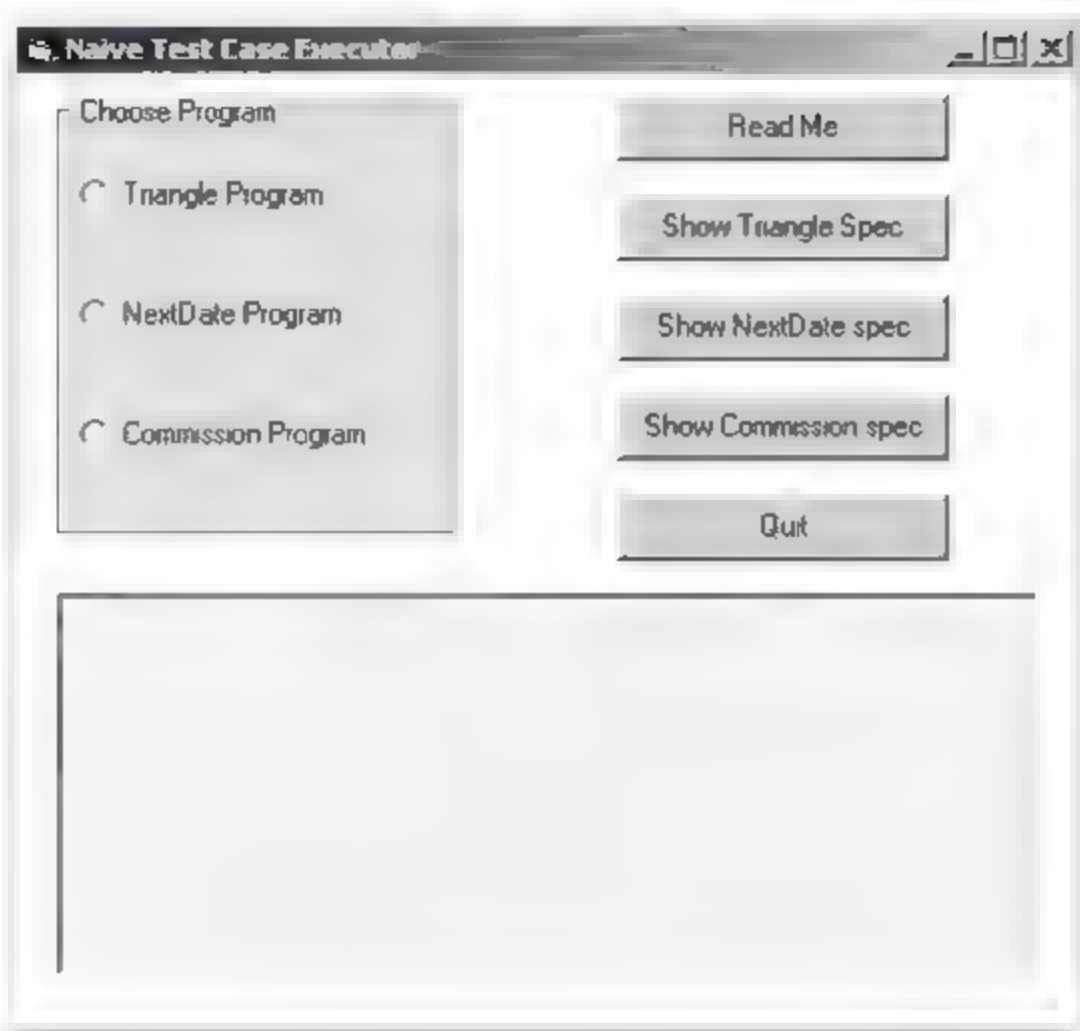 Naive Test Case Executor
Choose Program
Triangle Program
NextDate Program
Commission Program
Read Me
Show Triangle Spec
Show NextDate spec
Show Commission spec
Quit